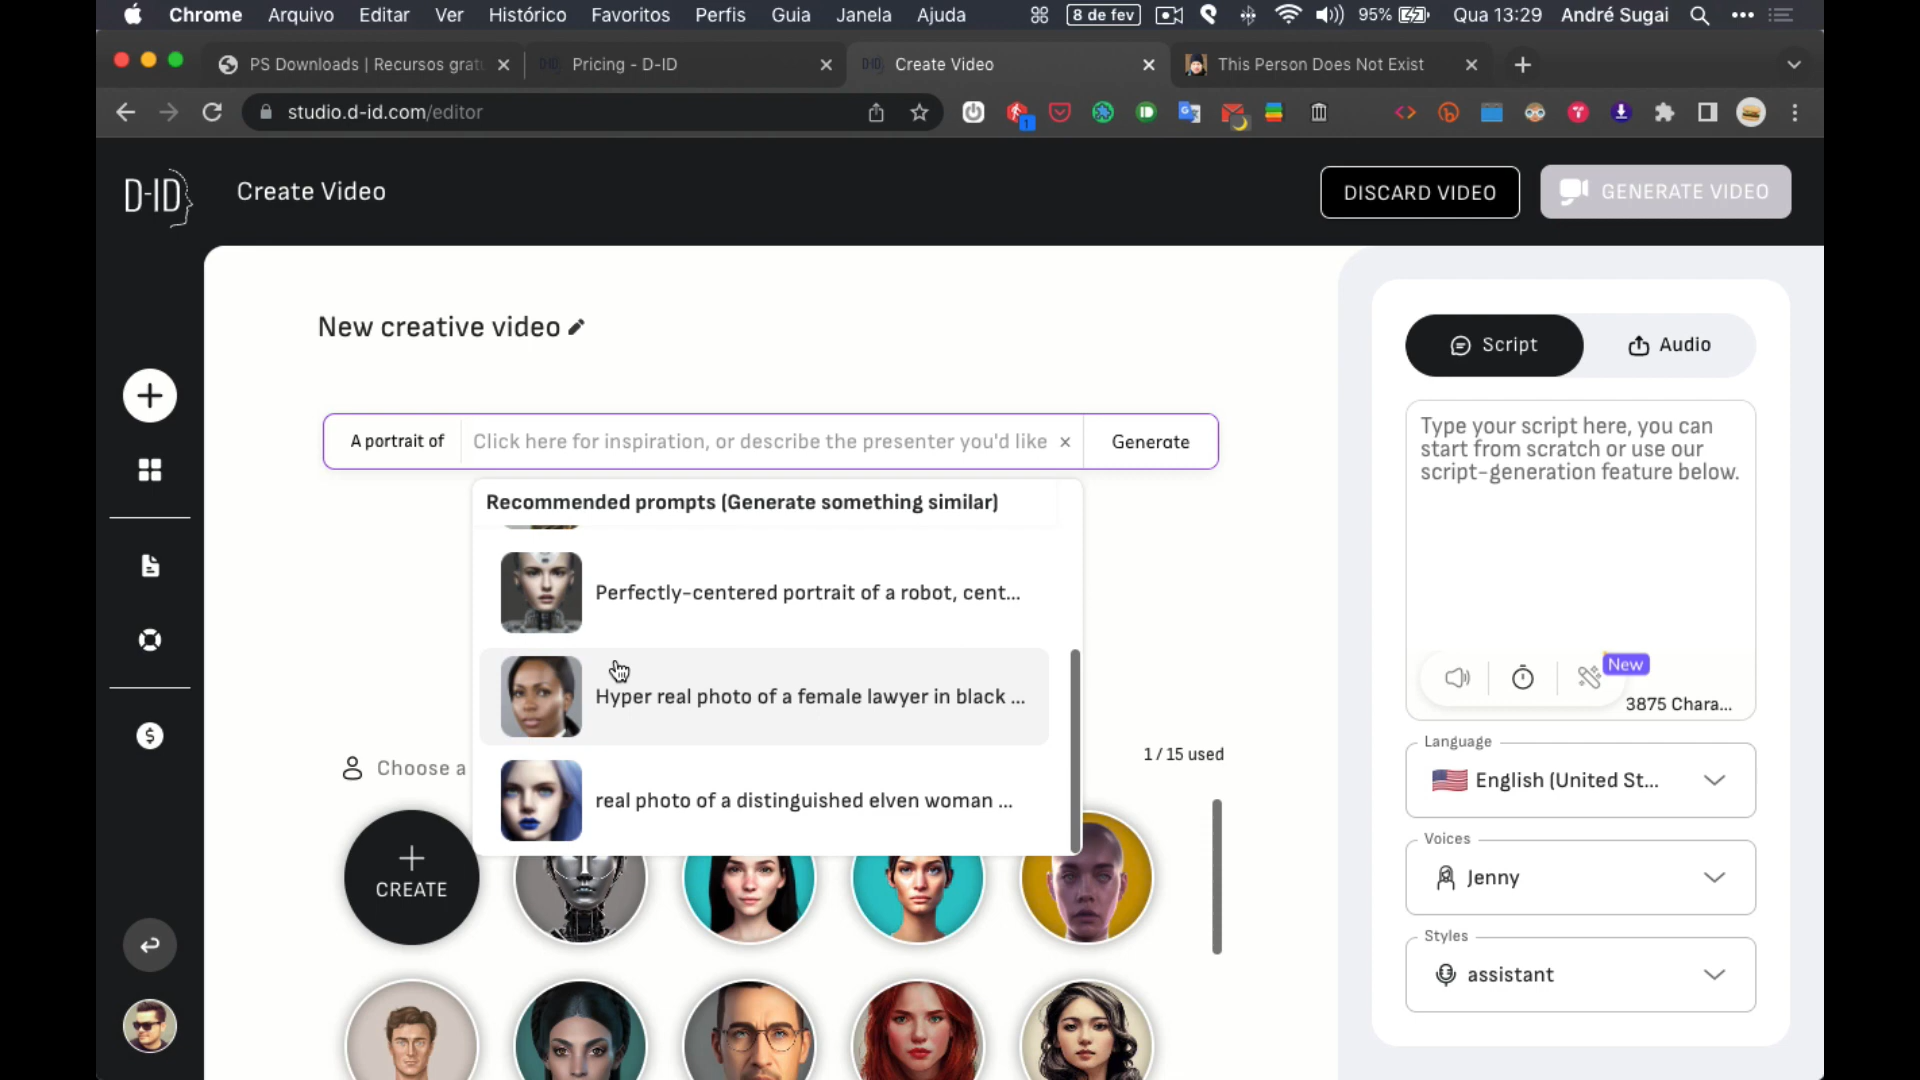 Chrome Arquivo Editar Ver Histórico Favoritos Perfis Guia Janela Ajuda 8 de fev 95% Qua 13:29 André Sugai
PS Downloads | Recursos grat Pricing - D-ID Create Video This Person Does Not Exist
studio.d-id.com/editor
D-ID Create Video DISCARD VIDEO GENERATE VIDEO
New creative video
Script Audio
A portrait of Click here for inspiration, or describe the presenter you'd like × Generate
Type your script here, you can
start from scratch or use our
script-generation feature below.
Recommended prompts (Generate something similar)
Perfectly-centered portrait of a robot, cent...
Hyper real photo of a female lawyer in black ...
real photo of a distinguished elven woman ...
New
3875 Chara...
Choose a
1 / 15 used
CREATE
Language
English (United St...
Voices
Jenny
Styles
assistant